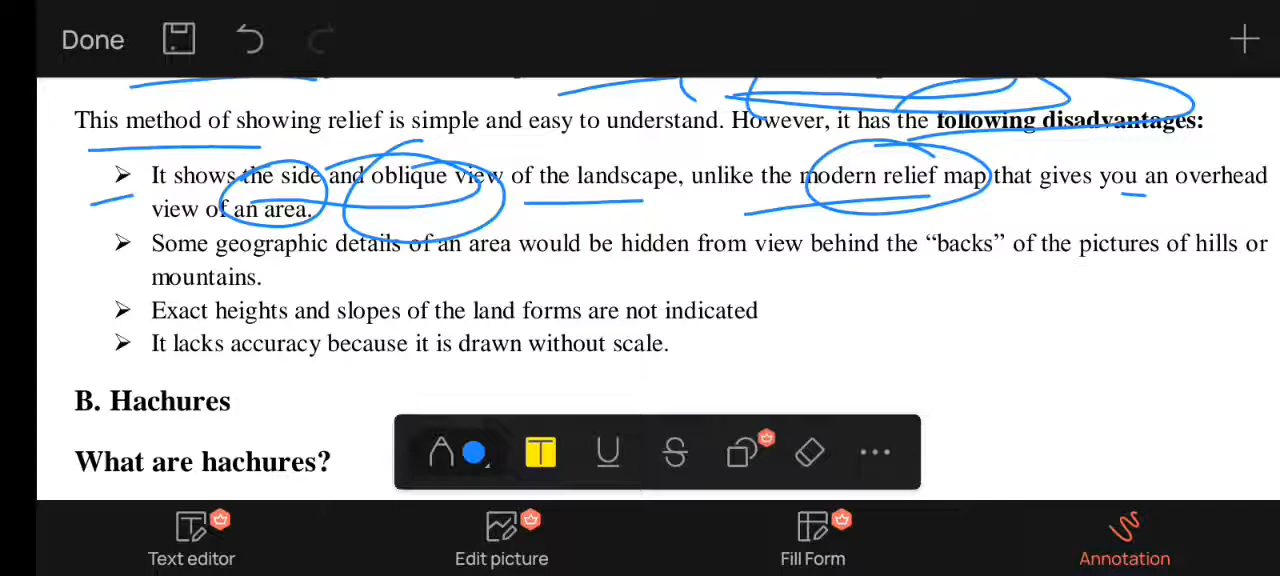 Done
This method of showing relief is simple and easy to understand. However, it has the following disadvantages:
➢ It shows the side and oblique view of the landscape, unlike the modern relief map that gives you an overhead
view of an area.
➢ Some geographic details of an area would be hidden from view behind the “backs” of the pictures of hills or
mountains.
➢ Exact heights and slopes of the land forms are not indicated
➢ It lacks accuracy because it is drawn without scale.
B. Hachures
What are hachures?
Text editor
Edit picture
Fill Form
Annotation